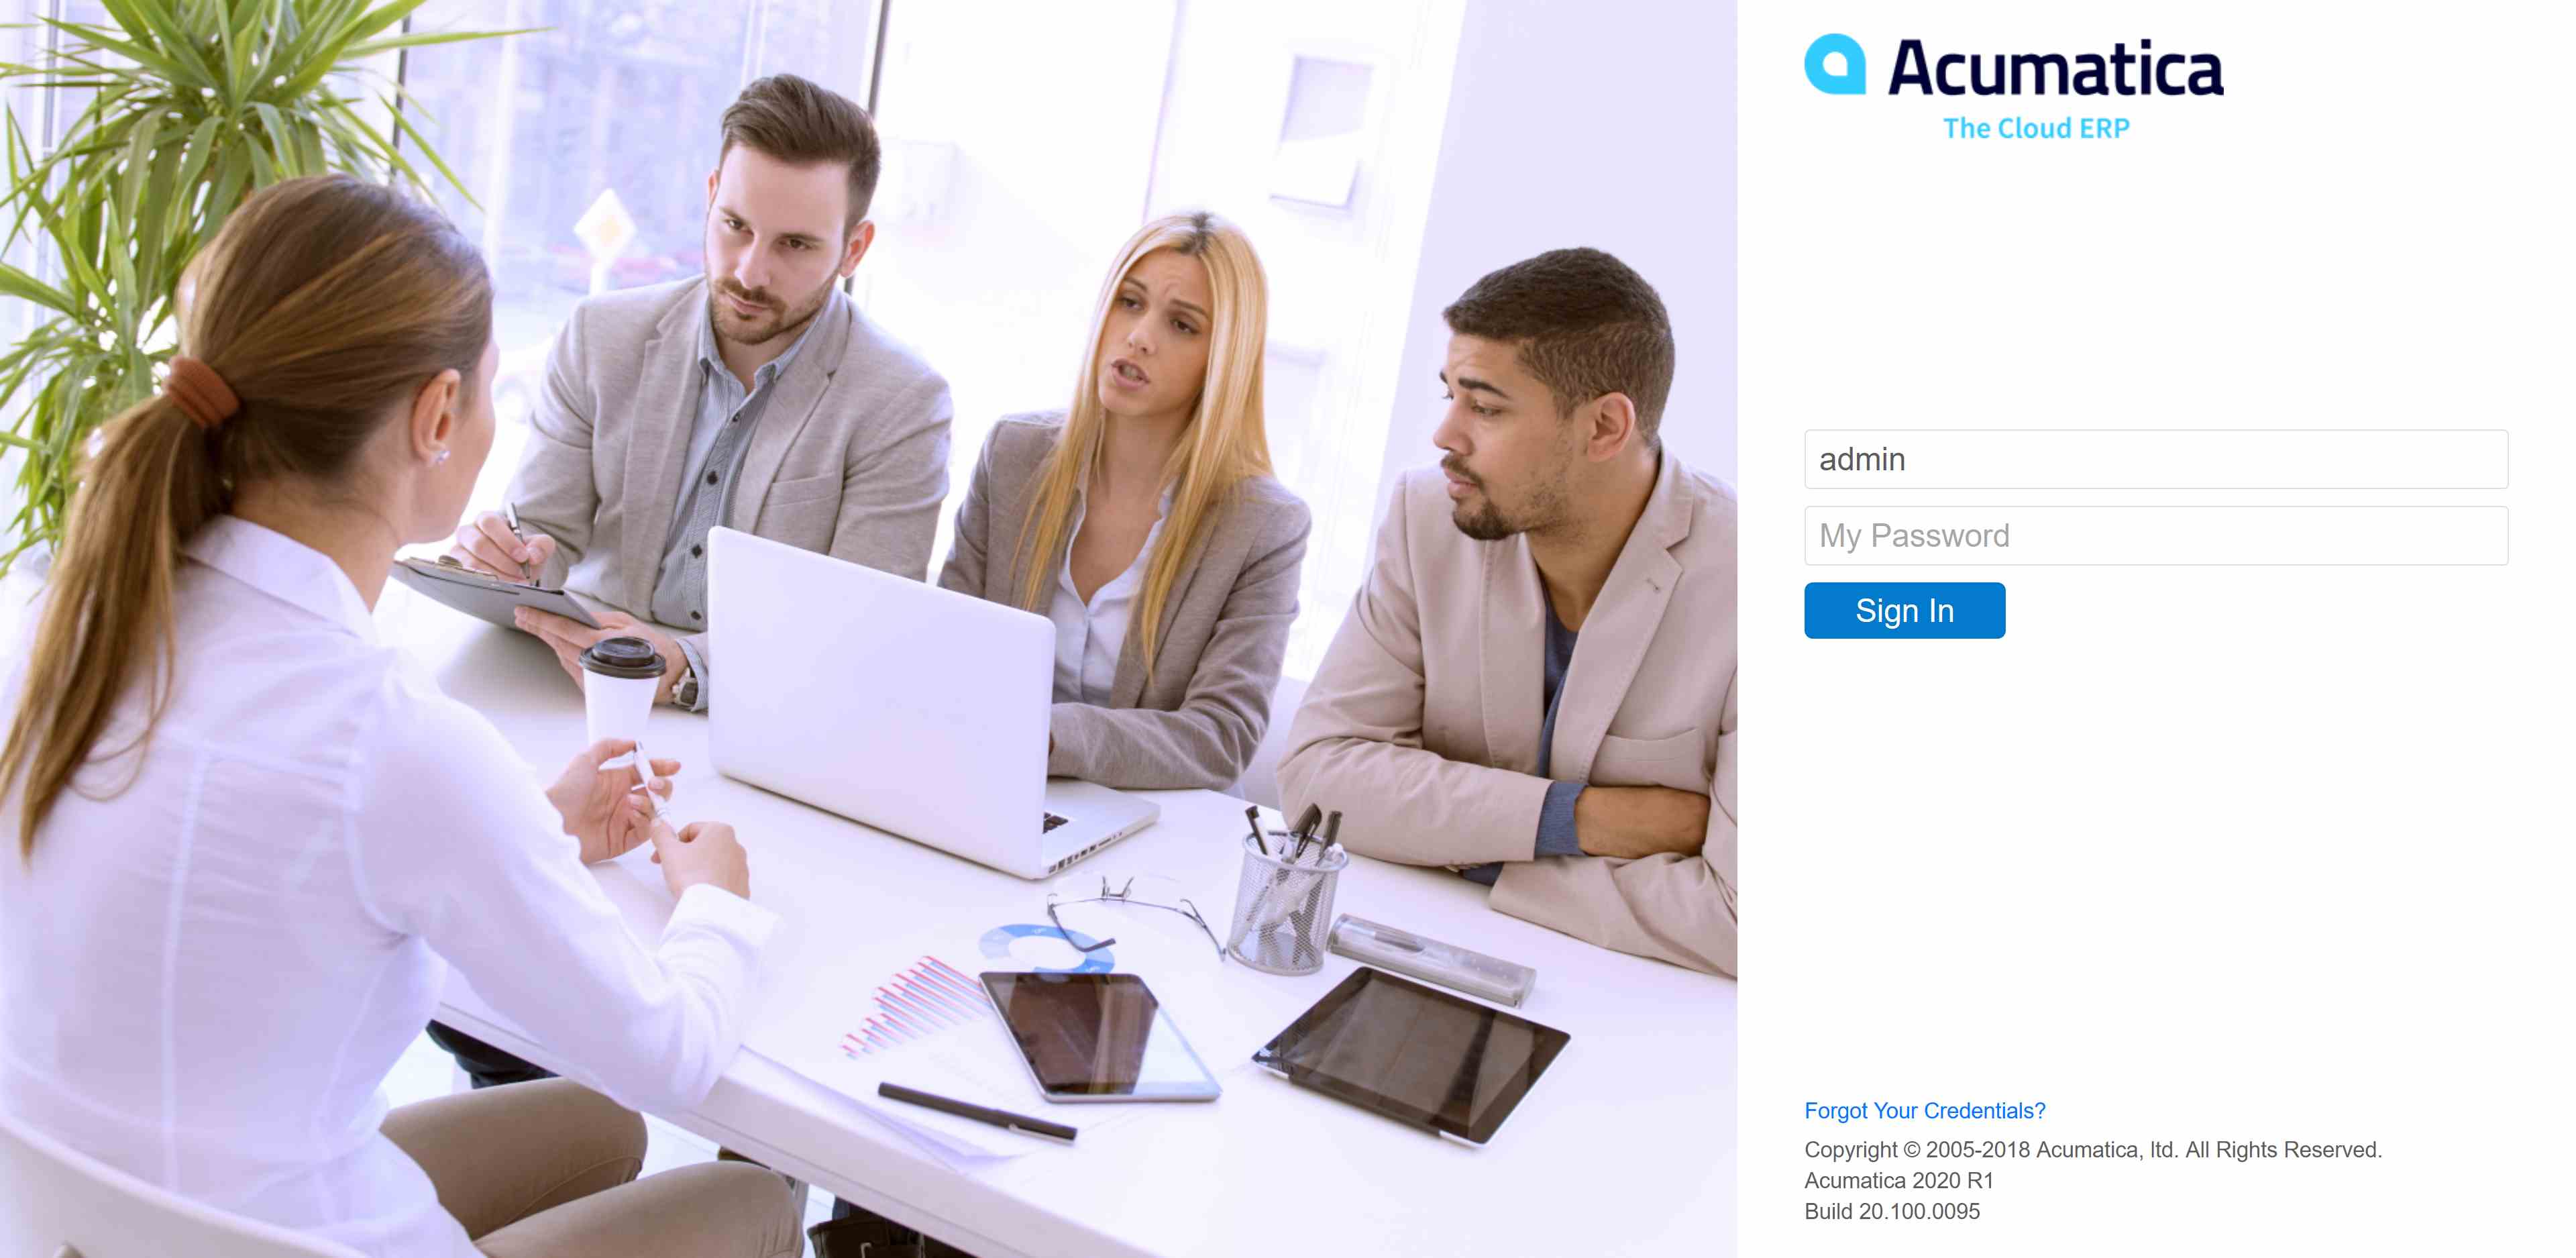 Acumatica
The Cloud ERP
admin
My Password
Sign In
Forgot Your Credentials?
Copyright © 2005-2018 Acumatica, ltd. All Rights Reserved.
Acumatica 2020 R1
Build 20.100.0095